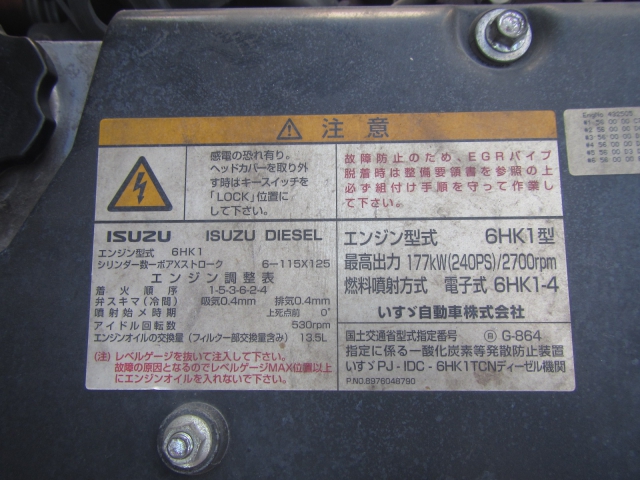 注意
感電の恐れ有り。
ヘッドカバーを取り外
す時はキースイッチを
「LOCK」位置に
して下さい。
故障防止のため、EGRパイプ
脱着時は整備要領書を参照の上
必ず組付け手順を守って作業し
て下さい。
ISUZU ISUZU DIESEL
エンジン型式 6HK1
シリンダー数ーボアXストローク 6-115X125
エンジン調整表
着火順序 1-5-3-6-2-4
弁スキマ(冷間) 吸気0.4mm 排気0.4mm
噴射始メ時期 上死点前 0°
アイドル回転数 530rpm
エンジンオイルの交換量(フィルター部交換量含み) 13.5L
(注)レベルゲージを抜いて注入して下さい。
故障の原因となるのでレベルゲージMAX位置以上
にエンジンオイルを入れないで下さい。
エンジン型式 6HK1型
最高出力 177kW(240PS)/2700rpm
燃料噴射方式 電子式 6HK1-4
いすゞ自動車株式会社
国土交通省型式指定番号 G-864
指定に係る一酸化炭素等発散防止装置
いすゞPJ-IDC-6HK1TCNディーゼル機関
P.NO.8976048790